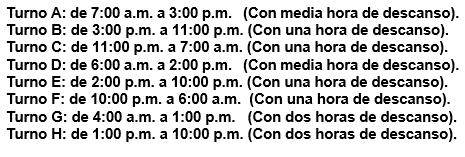 Turno A: de 7:00 a.m. a 3:00 p.m. (Con media hora de descanso).
Turno B: de 3:00 p.m. a 11:00 p.m. (Con una hora de descanso).
Turno C: de 11:00 p.m. a 7:00 a.m. (Con una hora de descanso).
Turno D: de 6:00 a.m. a 2:00 p.m. (Con media hora de descanso).
Turno E: de 2:00 p.m. a 10:00 p.m. (Con una hora de descanso).
Turno F: de 10:00 p.m. a 6:00 a.m. (Con una hora de descanso).
Turno G: de 4:00 a.m. a 1:00 p.m. (Con dos horas de descanso).
Turno H: de 1:00 p.m. a 10:00 p.m. (Con dos horas de descanso).